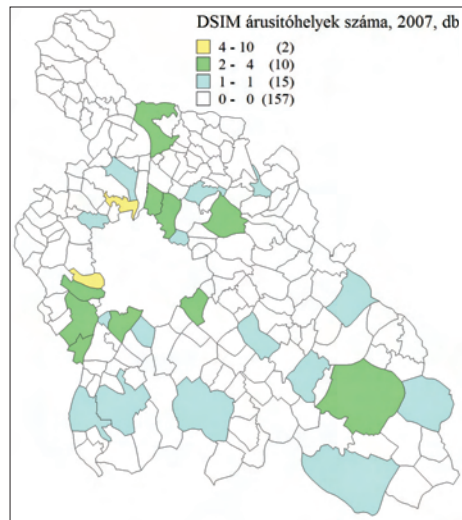 DSIM árusítóhelyek száma, 2007, db
4 - 10 (2)
2 - 4 (10)
1 - 1 (15)
0 - 0 (157)